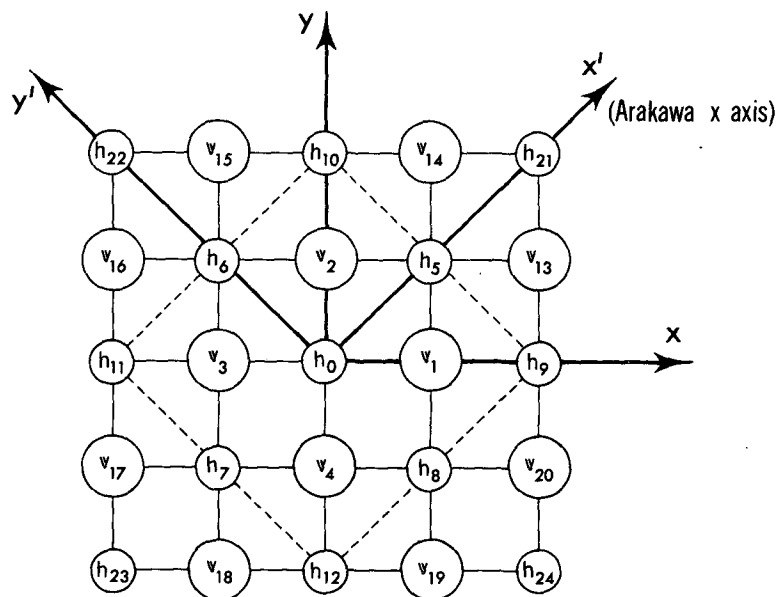 y
y'
x'
(Arakawa x axis)
h22 v15 h10 v14 h21
v16 h6 v2 h5 v13
x
h11 v3 h0 v1 h9
v17 h7 v4 h8 v20
h23 v18 h12 v19 h24